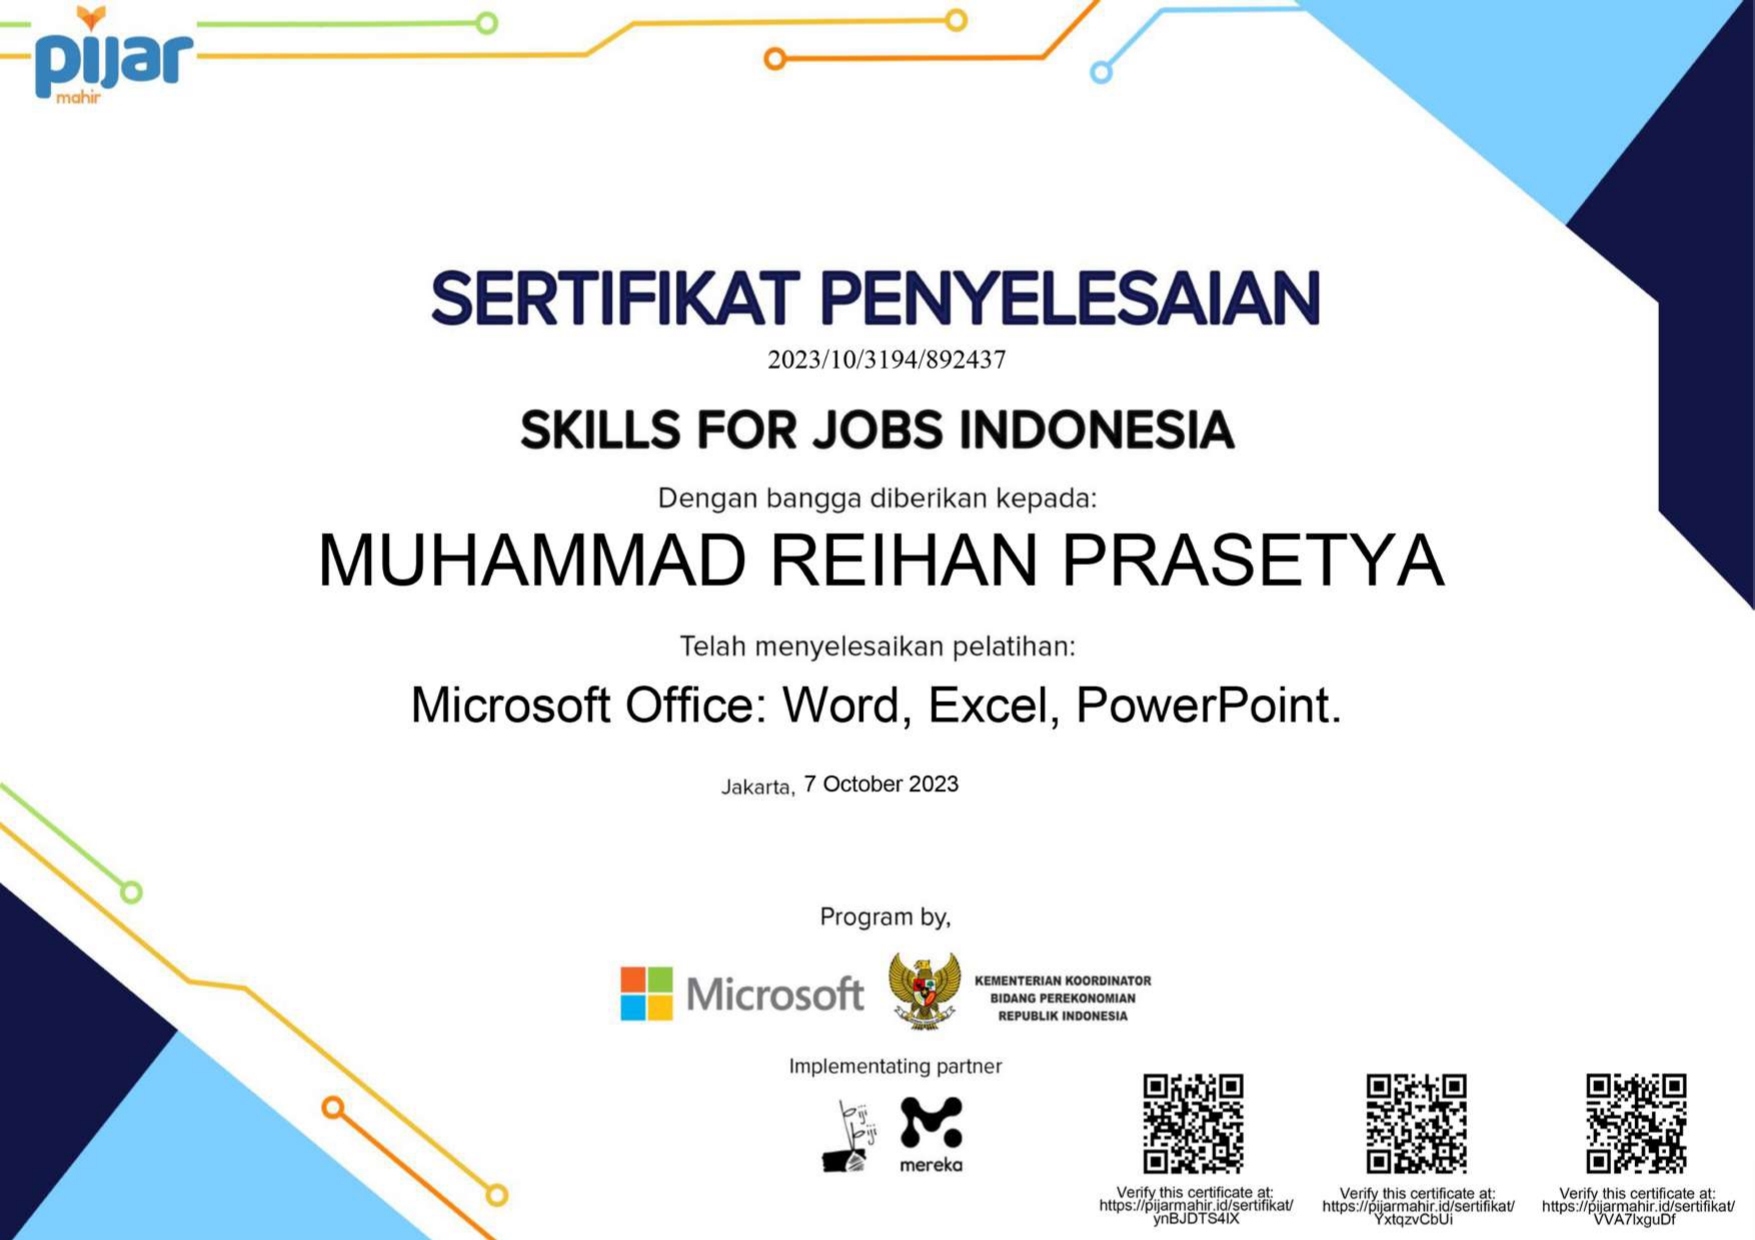 pijar
mahir
SERTIFIKAT PENYELESAIAN
2023/10/3194/892437
SKILLS FOR JOBS INDONESIA
Dengan bangga diberikan kepada:
MUHAMMAD REIHAN PRASETYA
Telah menyelesaikan pelatihan:
Microsoft Office: Word, Excel, PowerPoint.
Jakarta, 7 October 2023
Program by,
Microsoft
KEMENTERIAN KOORDINATOR
BIDANG PEREKONOMIAN
REPUBLIK INDONESIA
Implementating partner
biji
biji
mereka
Verify this certificate at:
https://pijarmahir.id/sertifikat/
ynBJDTS4IX
Verify this certificate at:
https://pijarmahir.id/sertifikat/
YxtqzvCbUi
Verify this certificate at:
https://pijarmahir.id/sertifikat/
VVA7lxguDf